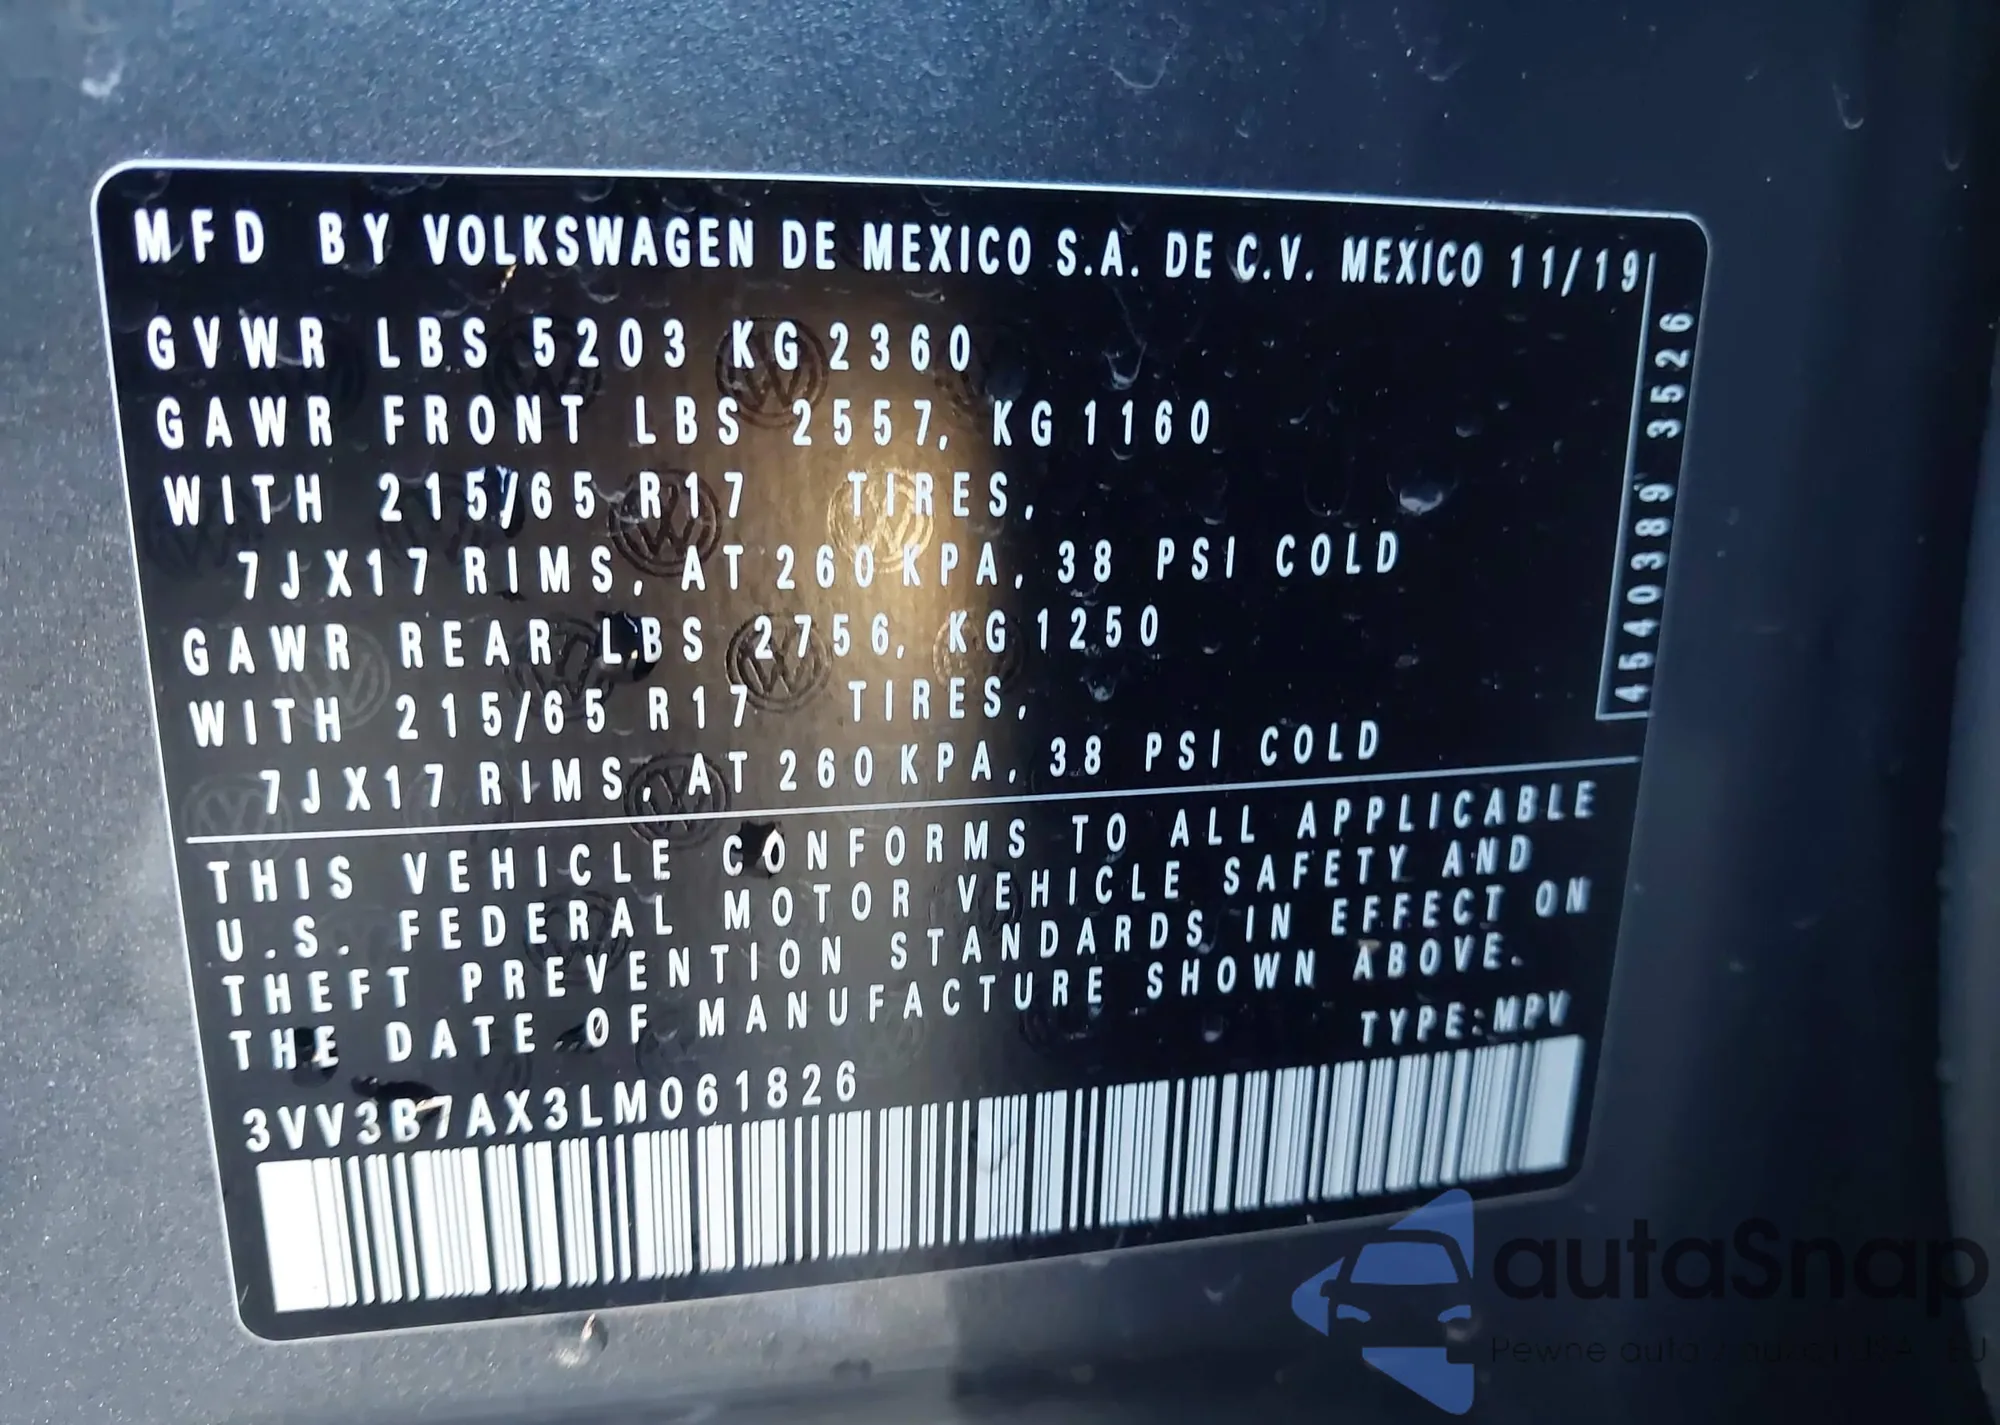 MFD BY VOLKSWAGEN DE MEXICO S.A. DE C.V. MEXICO 11/19
GVWR LBS 5203 KG 2360
GAWR FRONT LBS 2557, KG 1160
WITH 215/65 R17 TIRES,
7JX17 RIMS, AT 260 KPA, 38 PSI COLD
GAWR REAR LBS 2756, KG 1250
WITH 215/65 R17 TIRES,
7JX17 RIMS, AT 260 KPA, 38 PSI COLD
4540389 3526
THIS VEHICLE CONFORMS TO ALL APPLICABLE
U.S. FEDERAL MOTOR VEHICLE SAFETY AND
THEFT PREVENTION STANDARDS IN EFFECT ON
THE DATE OF MANUFACTURE SHOWN ABOVE.
TYPE: MPV
3VV3B7AX3LM061826
autaSnap
Pewne auta z